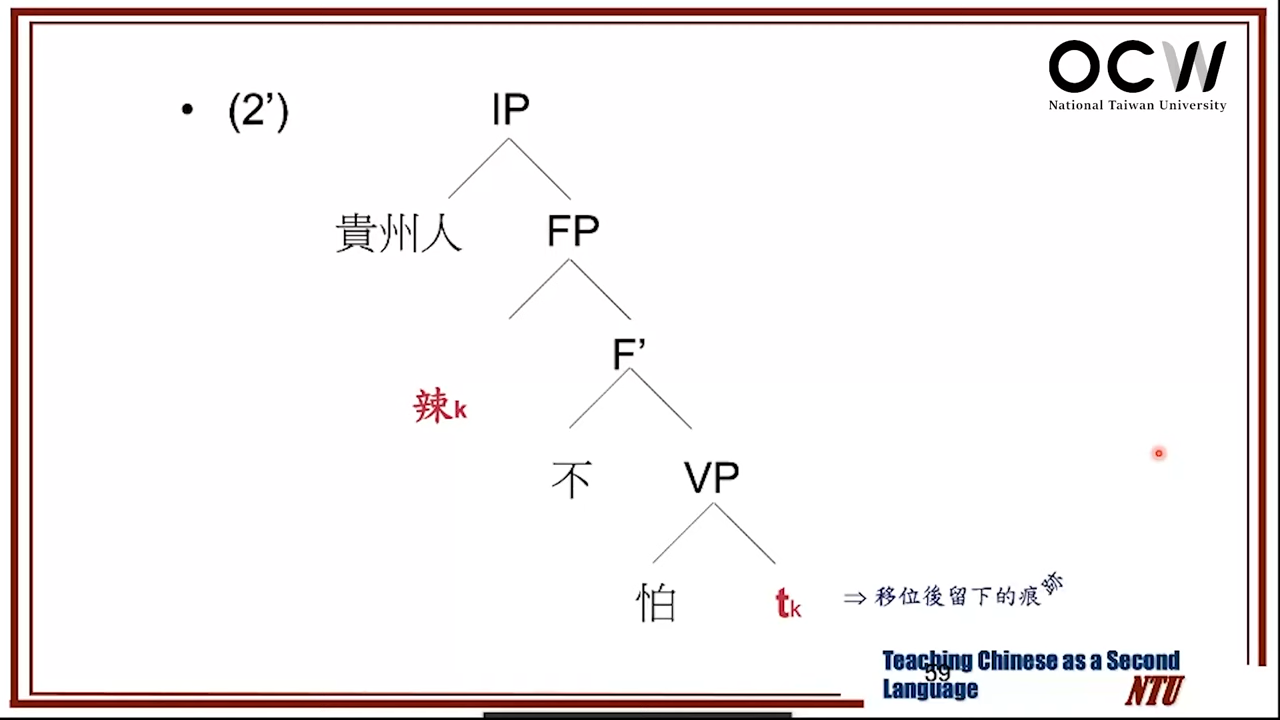 OCW
National Taiwan University
• (2’)
IP
貴州人
FP
F’
辣k
不
VP
怕
tk
⇒ 移位後留下的痕跡
Teaching Chinese as a Second
Language
59
NTU